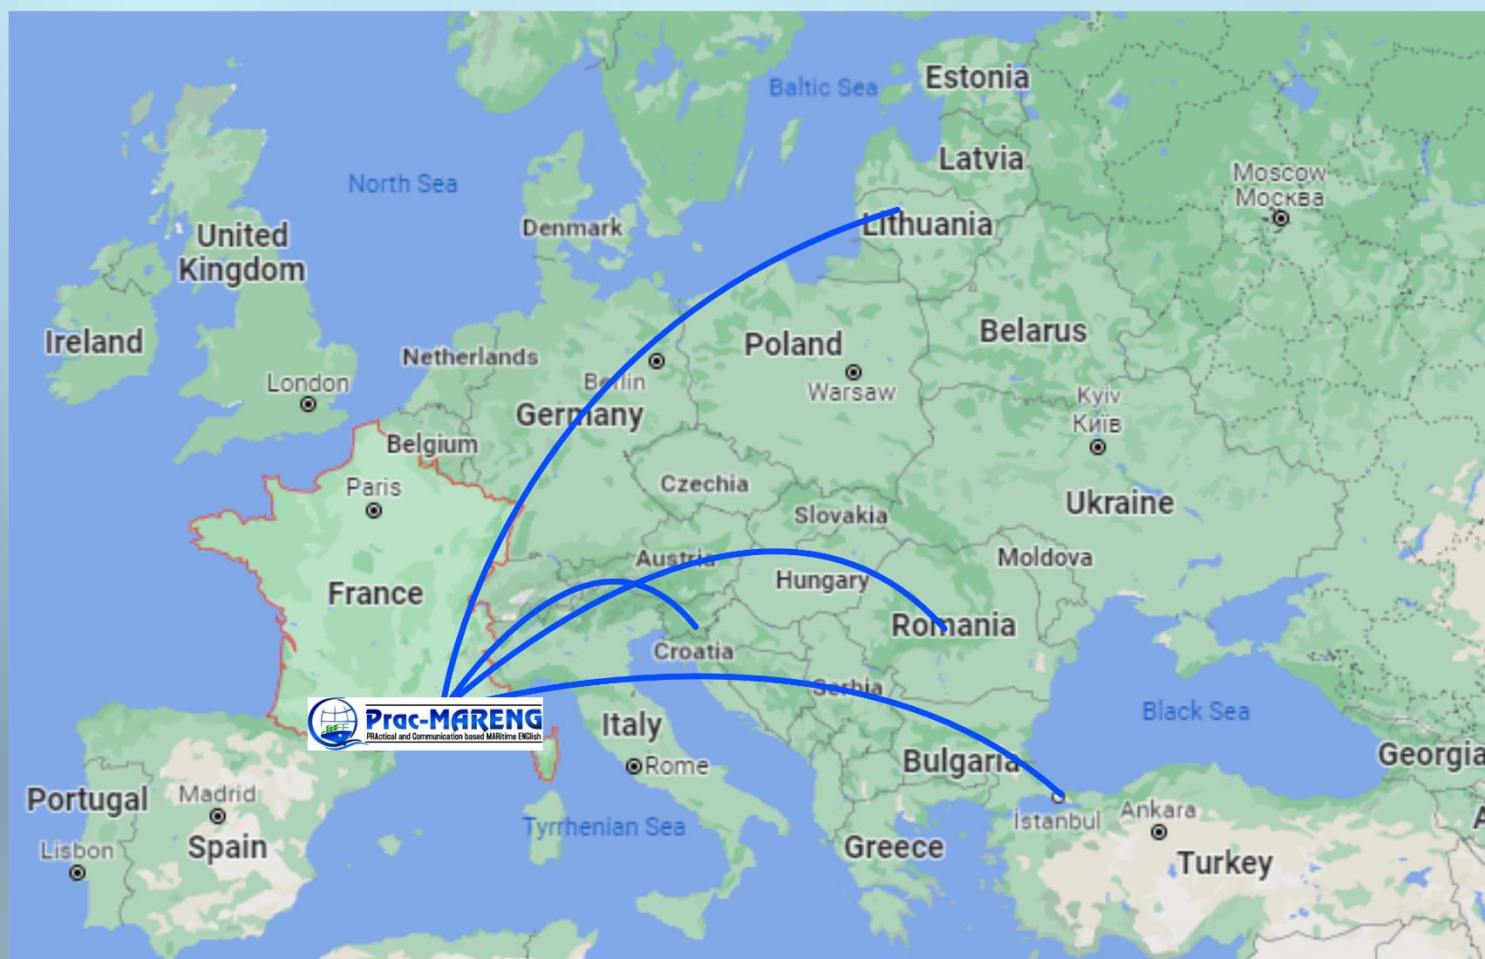 Baltic Sea
Estonia
Latvia
Moscow
Москва
North Sea
Lithuania
Denmark
United
Kingdom
Ireland
Netherlands
Poland
Belarus
London
Berlin
Warsaw
Kyiv
Київ
Germany
Belgium
Paris
Czechia
Ukraine
Slovakia
Austria
Moldova
Hungary
France
Romania
Croatia
Serbia
Prac-MARENG
PRActical and Communication based MARitime ENGlish
Italy
Black Sea
Rome
Bulgaria
Georgia
Portugal
Madrid
Tyrrhenian Sea
İstanbul
Ankara
Lisbon
Spain
Greece
Turkey
A